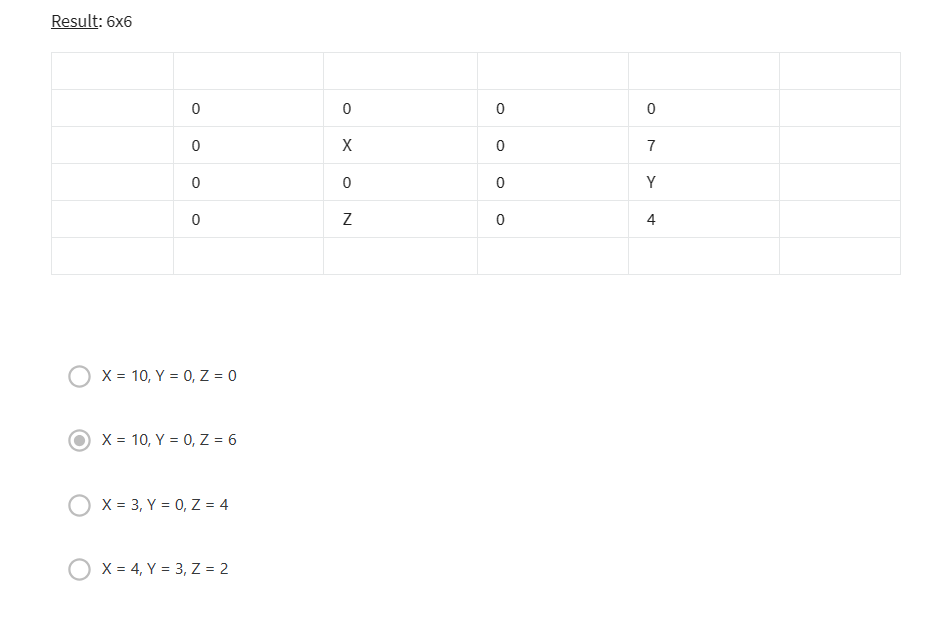 Result: 6x6
0 0 0 0
0 X 0 7
0 0 0 Y
0 Z 0 4
X = 10, Y = 0, Z = 0
X = 10, Y = 0, Z = 6
X = 3, Y = 0, Z = 4
X = 4, Y = 3, Z = 2